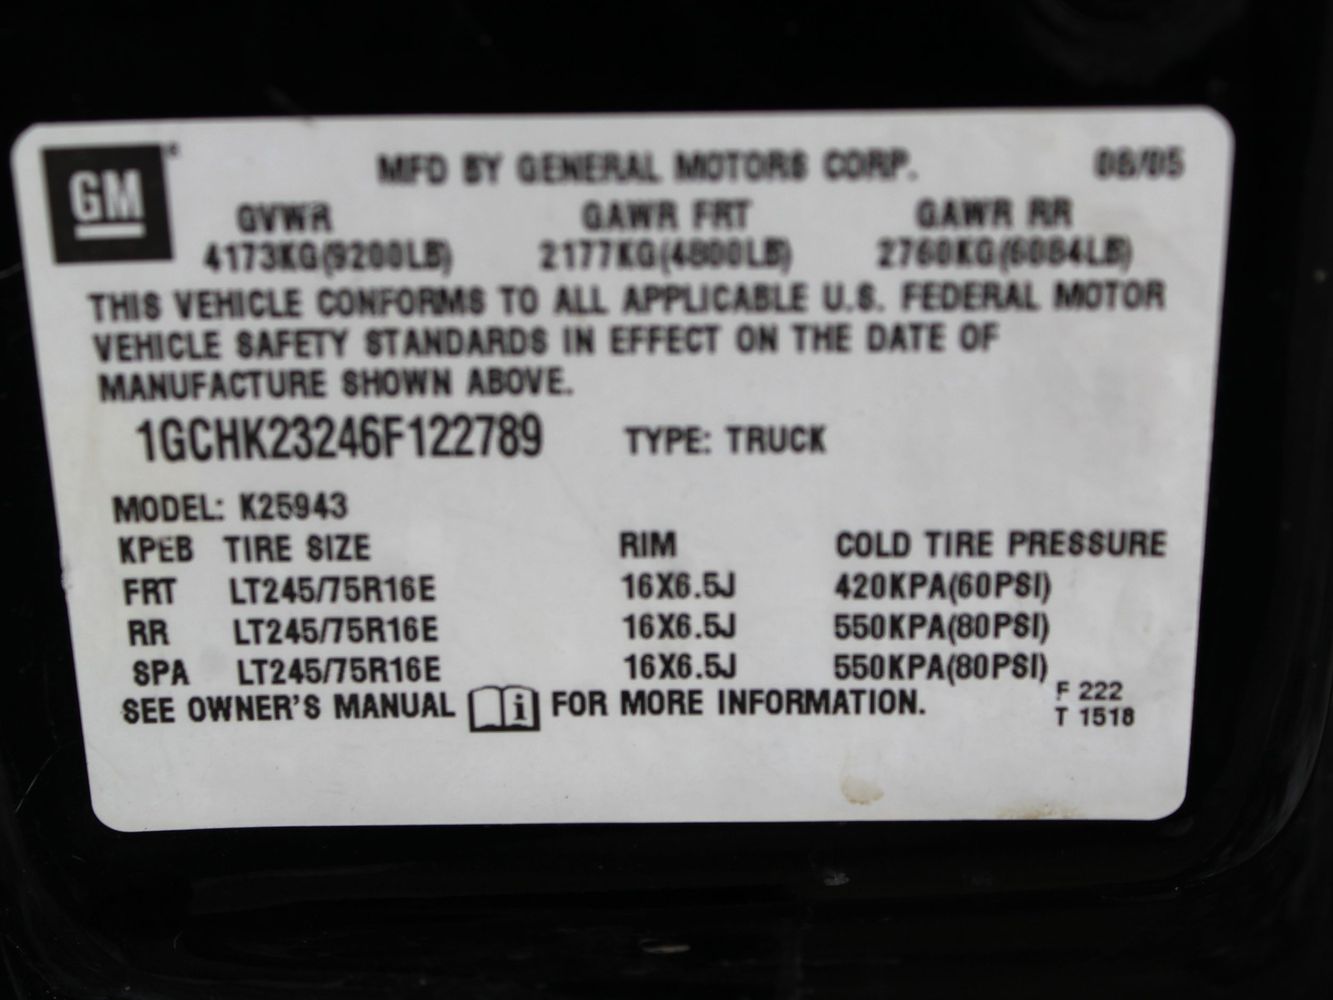 GM
MFD BY GENERAL MOTORS CORP. 08/05
GVWR GAWR FRT GAWR RR
4173KG(9200LB) 2177KG(4800LB) 2760KG(6084LB)
THIS VEHICLE CONFORMS TO ALL APPLICABLE U.S. FEDERAL MOTOR
VEHICLE SAFETY STANDARDS IN EFFECT ON THE DATE OF
MANUFACTURE SHOWN ABOVE.
1GCHK23246F122789 TYPE: TRUCK
MODEL: K25943
KPEB TIRE SIZE RIM COLD TIRE PRESSURE
FRT LT245/75R16E 16X6.5J 420KPA(60PSI)
RR LT245/75R16E 16X6.5J 550KPA(80PSI)
SPA LT245/75R16E 16X6.5J 550KPA(80PSI)
SEE OWNER'S MANUAL i FOR MORE INFORMATION.
F 222
T 1518